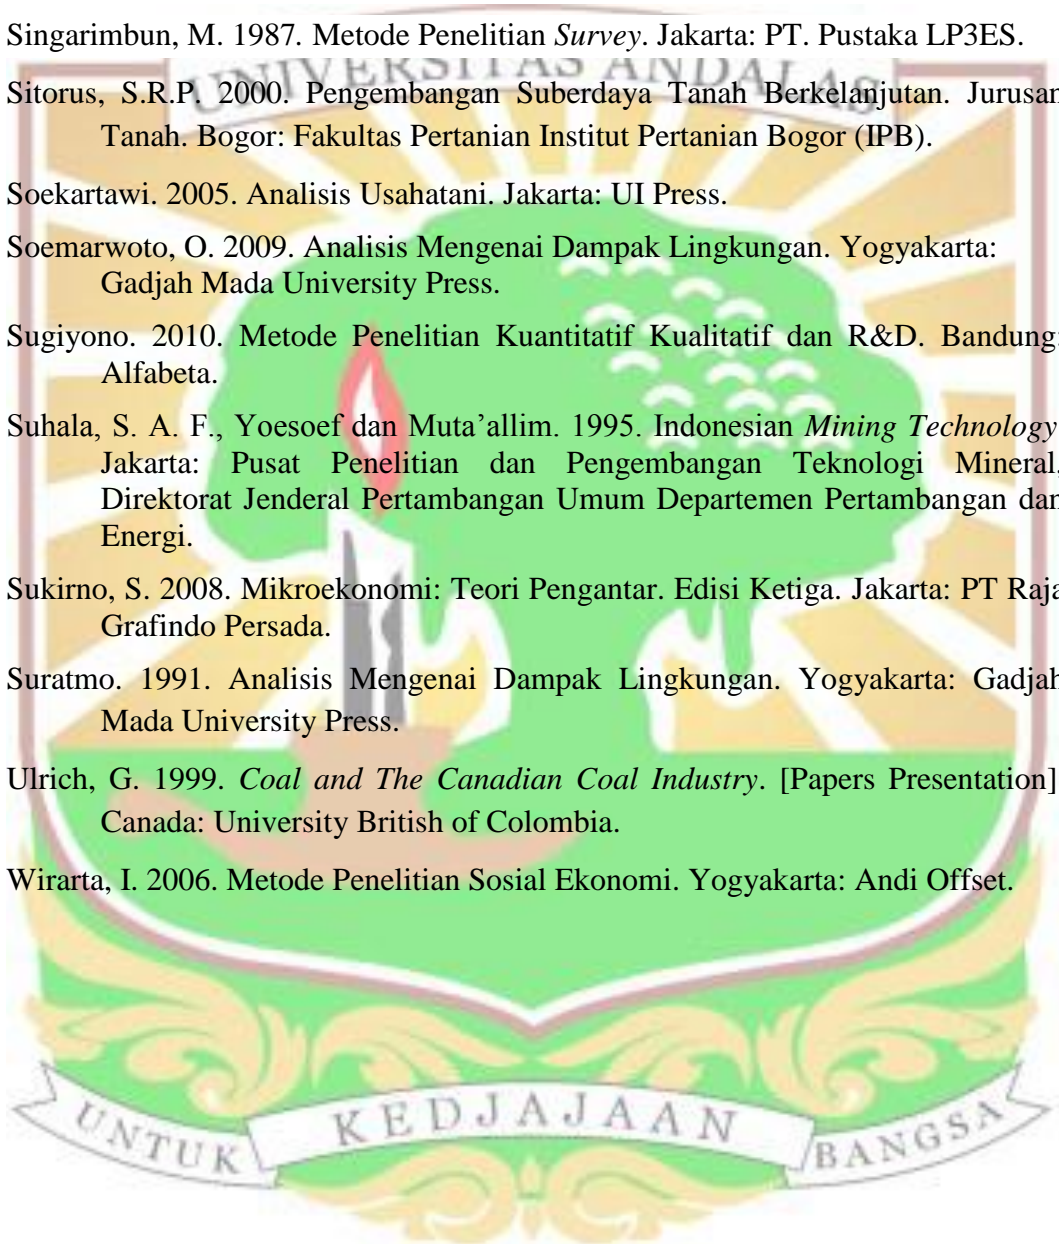 Singarimbun, M. 1987. Metode Penelitian Survey. Jakarta: PT. Pustaka LP3ES.
UNIVERSITAS ANDALAS
Sitorus, S.R.P. 2000. Pengembangan Suberdaya Tanah Berkelanjutan. Jurusan
Tanah. Bogor: Fakultas Pertanian Institut Pertanian Bogor (IPB).
Soekartawi. 2005. Analisis Usahatani. Jakarta: UI Press.
Soemarwoto, O. 2009. Analisis Mengenai Dampak Lingkungan. Yogyakarta:
Gadjah Mada University Press.
Sugiyono. 2010. Metode Penelitian Kuantitatif Kualitatif dan R&D. Bandung:
Alfabeta.
Suhala, S. A. F., Yoesoef dan Muta’allim. 1995. Indonesian Mining Technology
Jakarta: Pusat Penelitian dan Pengembangan Teknologi Mineral,
Direktorat Jenderal Pertambangan Umum Departemen Pertambangan dan
Energi.
Sukirno, S. 2008. Mikroekonomi: Teori Pengantar. Edisi Ketiga. Jakarta: PT Raja
Grafindo Persada.
Suratmo. 1991. Analisis Mengenai Dampak Lingkungan. Yogyakarta: Gadjah
Mada University Press.
Ulrich, G. 1999. Coal and The Canadian Coal Industry. [Papers Presentation]
Canada: University British of Colombia.
Wirarta, I. 2006. Metode Penelitian Sosial Ekonomi. Yogyakarta: Andi Offset.
UNTUK KEDJAJAAN BANGSA